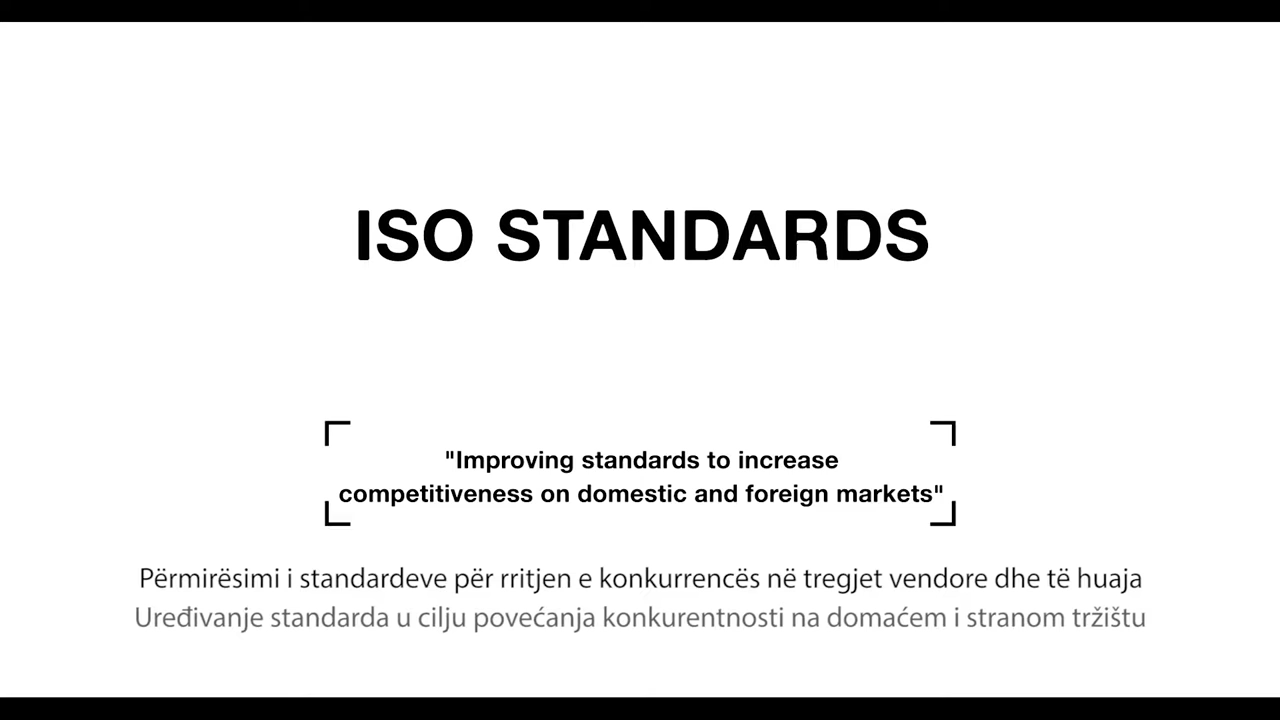 ISO STANDARDS
"Improving standards to increase
competitiveness on domestic and foreign markets"
Përmirësimi i standardeve për rritjen e konkurrencës në tregjet vendore dhe të huaja
Uređivanje standarda u cilju povećanja konkurentnosti na domaćem i stranom tržištu